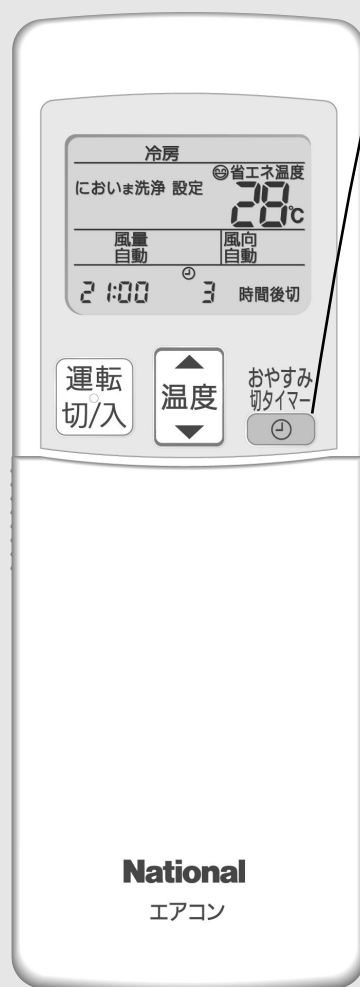 冷房
😊省エネ温度
においま洗浄 設定
28℃
風量 風向
自動 自動
21:00 3 時間後切
運転
切/入
温度
おやすみ
切タイマー
National
エアコン